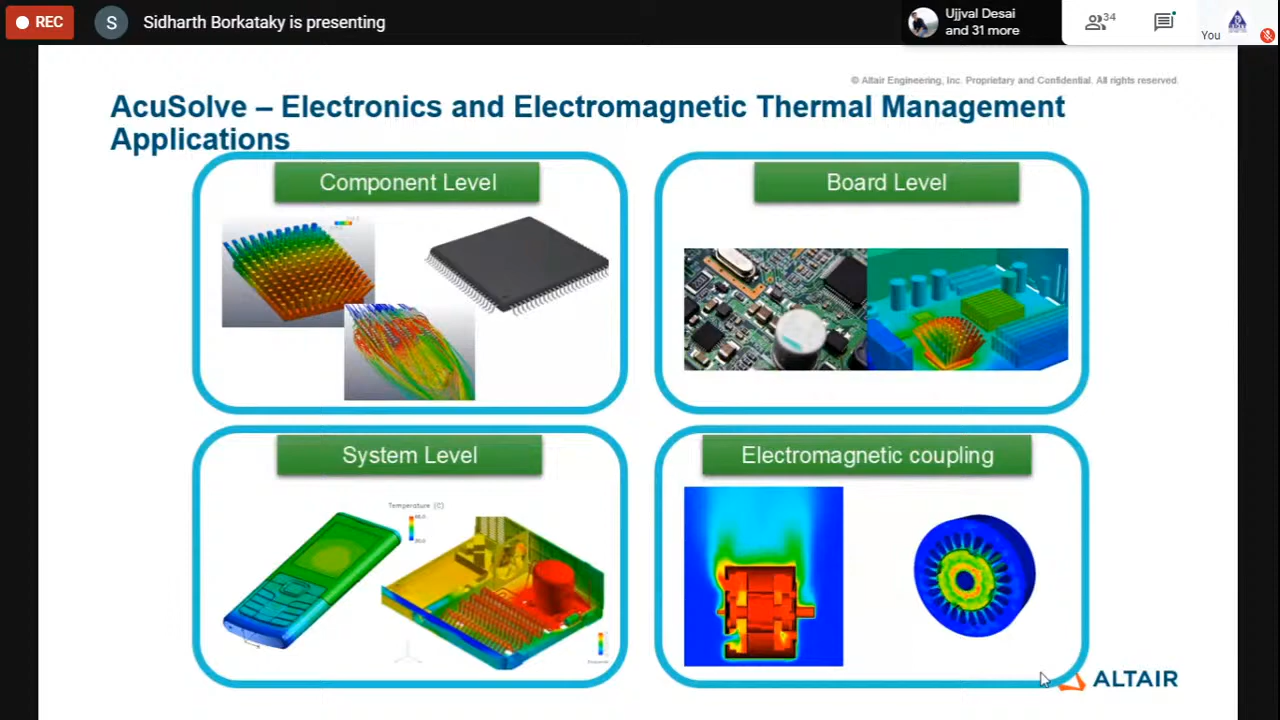 REC
S
Sidharth Borkataky is presenting
Ujjval Desai
and 31 more
34
You
© Altair Engineering, Inc. Proprietary and Confidential. All rights reserved.
AcuSolve – Electronics and Electromagnetic Thermal Management
Applications
Component Level
Board Level
System Level
Temperature (C)
Electromagnetic coupling
ALTAIR